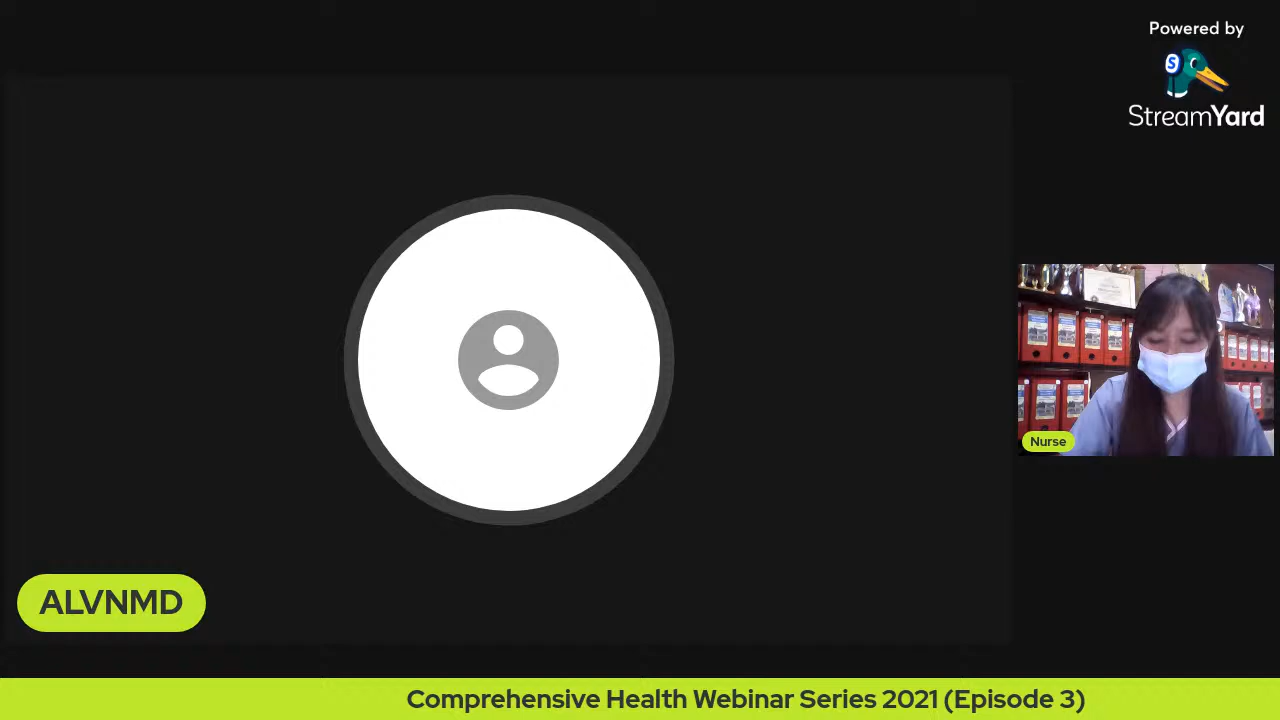 Powered by
S
StreamYard
Nurse
ALVNMD
Comprehensive Health Webinar Series 2021 (Episode 3)